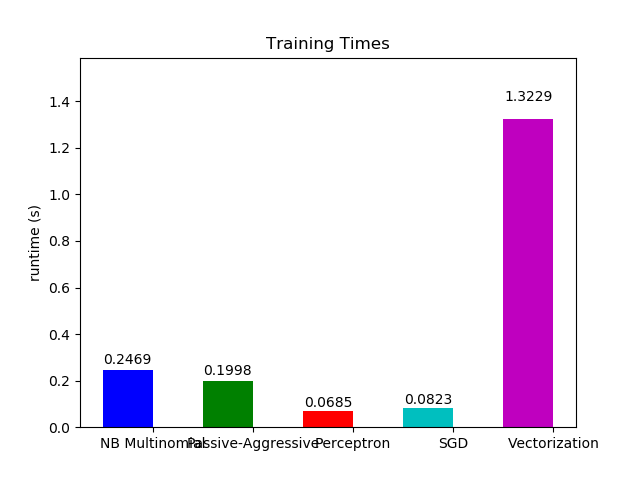 Training Times
1.3229
0.2469
0.1998
0.0685
0.0823
runtime (s)
1.4
1.2
1.0
0.8
0.6
0.4
0.2
0.0
NB Multinomial
Passive-Aggressive
Perceptron
SGD
Vectorization